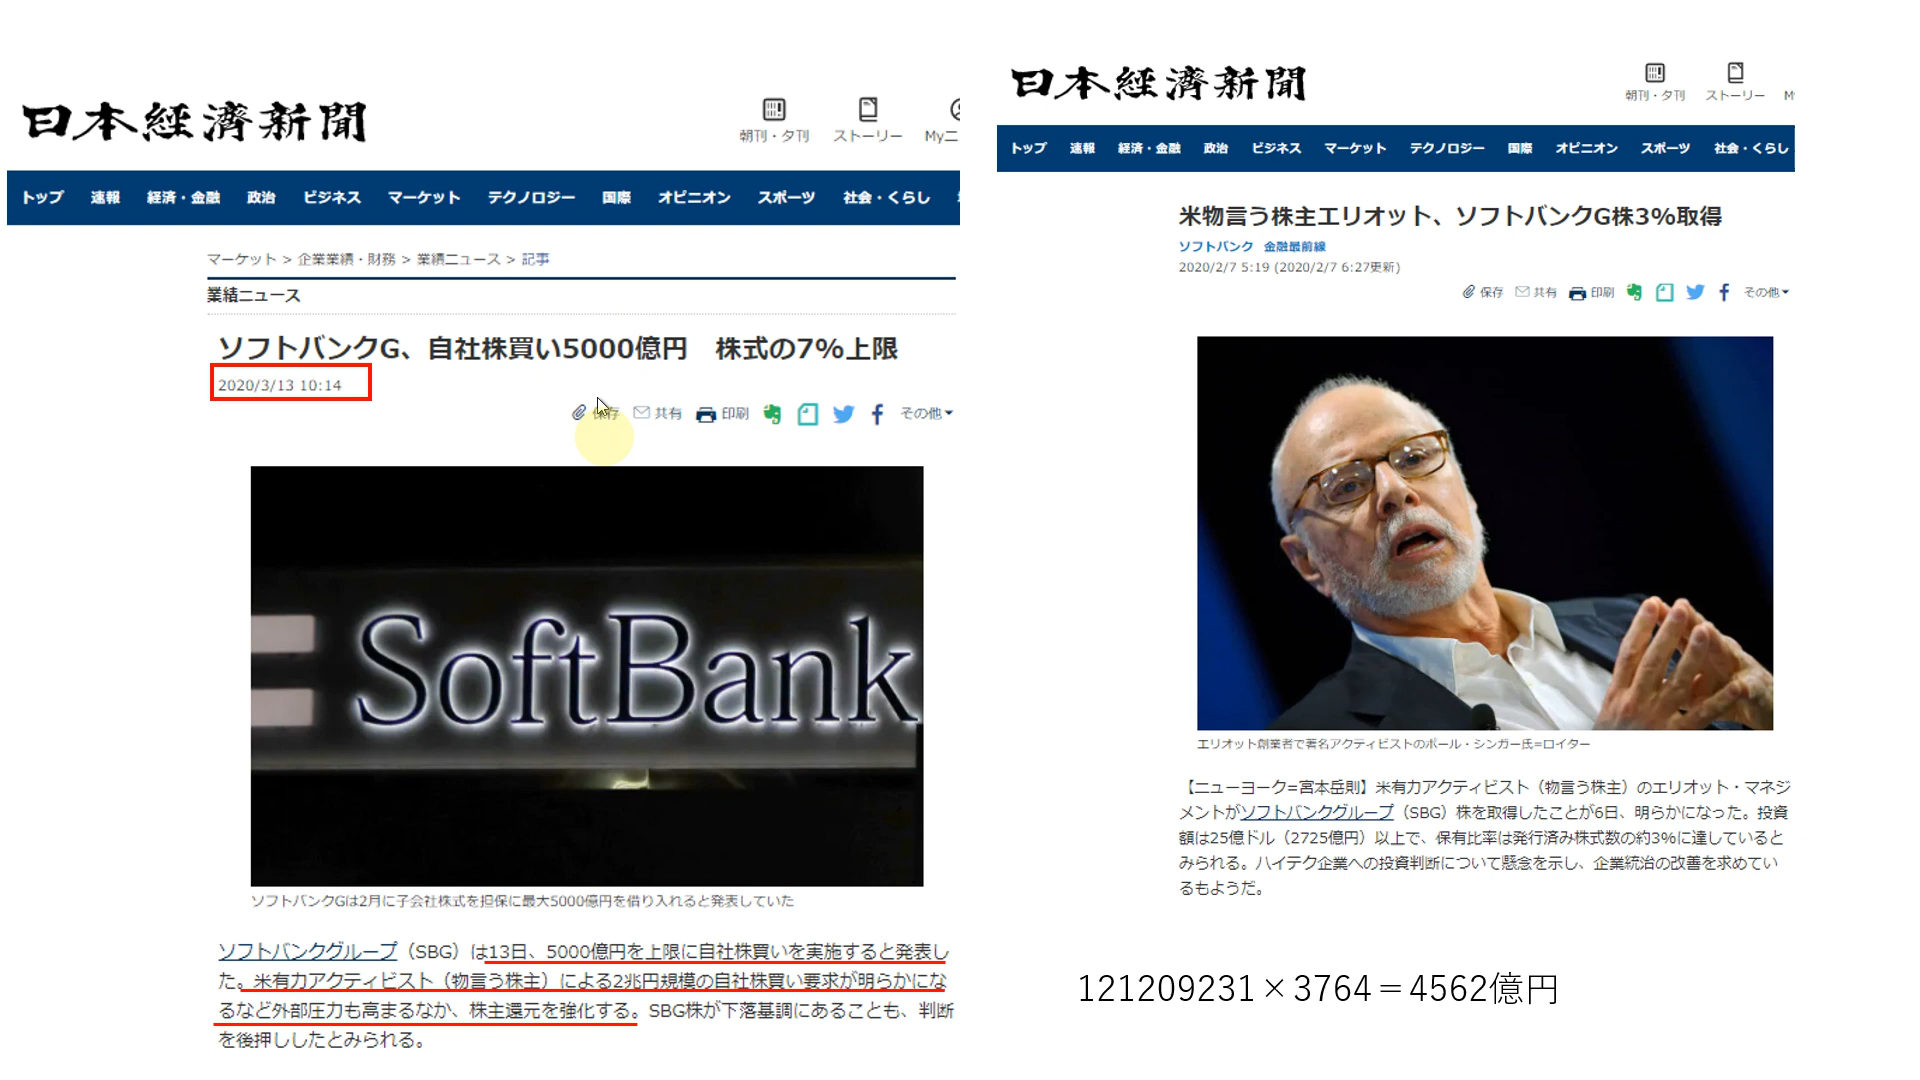 日本経済新聞
朝刊・夕刊 ストーリー Myニ
トップ 速報 経済・金融 政治 ビジネス マーケット テクノロジー 国際 オピニオン スポーツ 社会・くらし
マーケット > 企業業績・財務 > 業績ニュース > 記事
業績ニュース
ソフトバンクG、自社株買い5000億円　株式の7%上限
2020/3/13 10:14
保存 共有 印刷 その他
SoftBank
ソフトバンクGは2月に子会社株式を担保に最大5000億円を借り入れると発表していた
ソフトバンクグループ（SBG）は13日、5000億円を上限に自社株買いを実施すると発表し
た。米有力アクティビスト（物言う株主）による2兆円規模の自社株買い要求が明らかにな
るなど外部圧力も高まるなか、株主還元を強化する。SBG株が下落基調にあることも、判断
を後押ししたとみられる。
日本経済新聞
朝刊・夕刊 ストーリー M
トップ 速報 経済・金融 政治 ビジネス マーケット テクノロジー 国際 オピニオン スポーツ 社会・くらし
米物言う株主エリオット、ソフトバンクG株3%取得
ソフトバンク 金融最前線
2020/2/7 5:19 (2020/2/7 6:27更新)
保存 共有 印刷 その他
エリオット創業者で著名アクティビストのポール・シンガー氏=ロイター
【ニューヨーク=宮本岳則】米有力アクティビスト（物言う株主）のエリオット・マネジ
メントがソフトバンクグループ（SBG）株を取得したことが6日、明らかになった。投資
額は25億ドル（2725億円）以上で、保有比率は発行済み株式数の約3%に達していると
みられる。ハイテク企業への投資判断について懸念を示し、企業統治の改善を求めてい
るもようだ。
121209231×3764＝4562億円